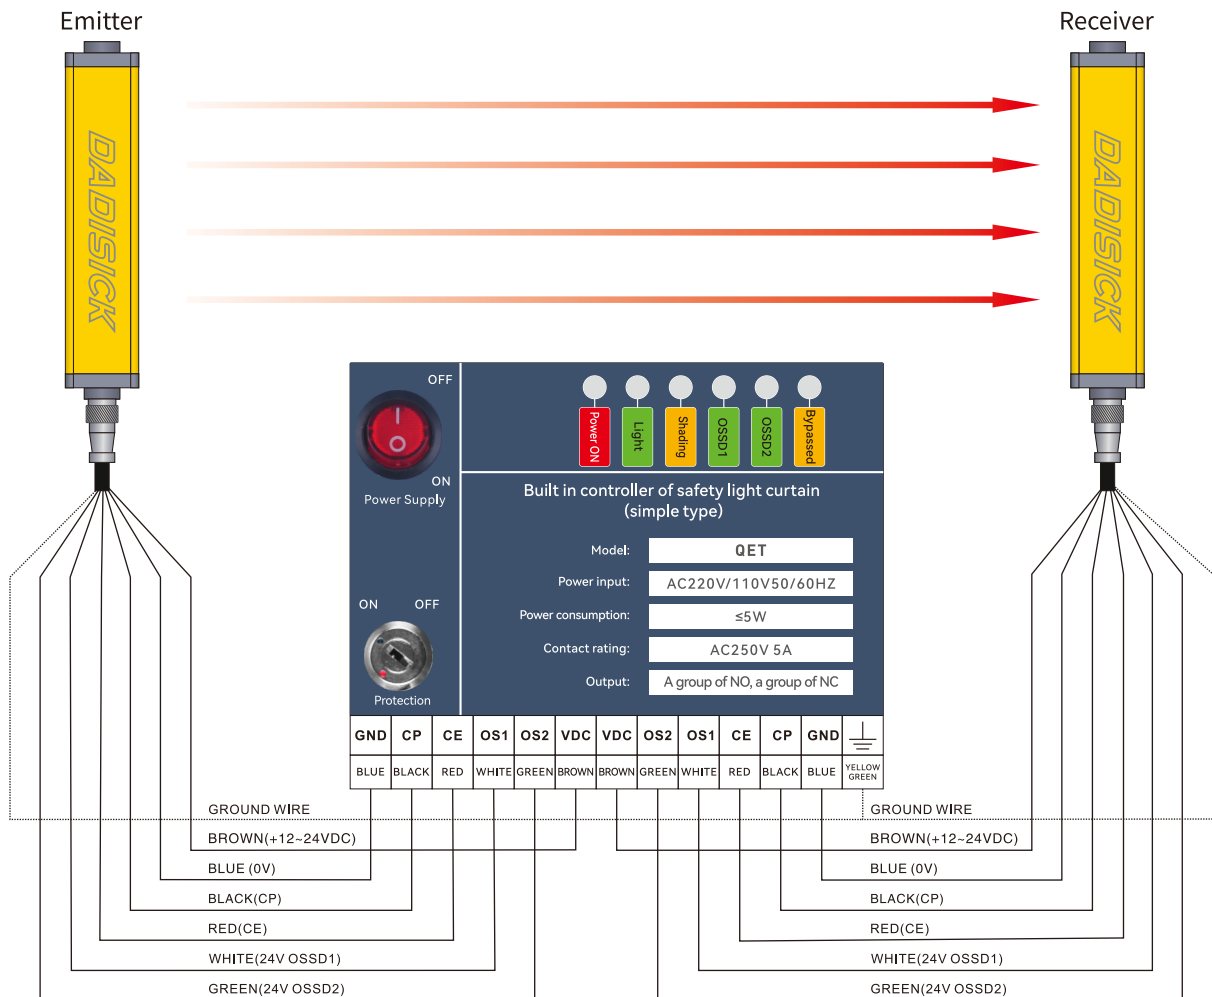 Emitter
Receiver
DADISICK
DADISICK
OFF
I
O
ON
Power Supply
Power ON
Light
Shading
OSSD1
OSSD2
Bypassed
Built in controller of safety light curtain
(simple type)
Model: QET
Power input: AC220V/110V50/60HZ
Power consumption: ≤5W
Contact rating: AC250V 5A
Output: A group of NO, a group of NC
ON OFF
Protection
GND CP CE OS1 OS2 VDC VDC OS2 OS1 CE CP GND
BLUE BLACK RED WHITE GREEN BROWN BROWN GREEN WHITE RED BLACK BLUE YELLOW
GREEN
GROUND WIRE
BROWN(+12~24VDC)
BLUE (0V)
BLACK(CP)
RED(CE)
WHITE(24V OSSD1)
GREEN(24V OSSD2)
GROUND WIRE
BROWN(+12~24VDC)
BLUE (0V)
BLACK(CP)
RED(CE)
WHITE(24V OSSD1)
GREEN(24V OSSD2)